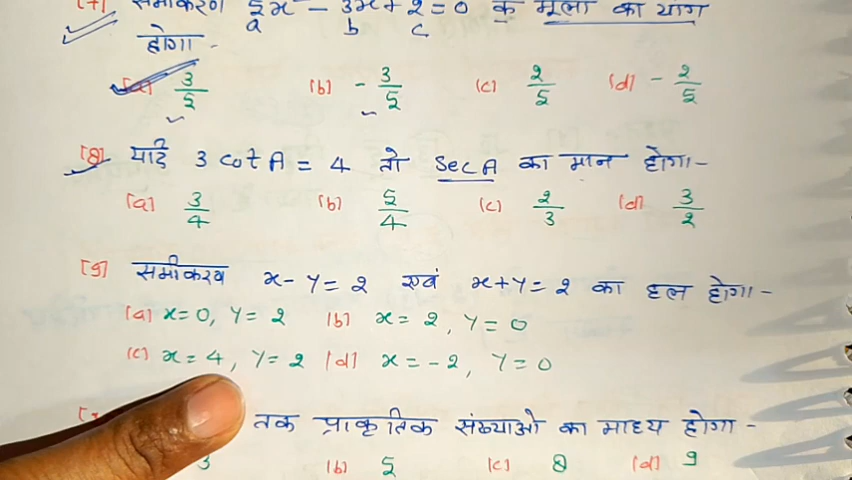 समीकरण 5x² - 3x + 2 = 0 के मूलों का योग
a b c
होगा -
(a) 3/5 (b) - 3/5 (c) 2/5 (d) - 2/5
(8) यदि 3 cot A = 4 तो Sec A का मान होगा -
(a) 3/4 (b) 5/4 (c) 2/3 (d) 3/2
(9) समीकरण x - y = 2 एवं x + y = 2 का हल होगा -
(a) x = 0, y = 2 (b) x = 2, y = 0
(c) x = 4, y = 2 (d) x = -2, y = 0
तक प्राकृतिक संख्याओं का माध्य होगा -
3 (b) 5 (c) 8 (d) 9